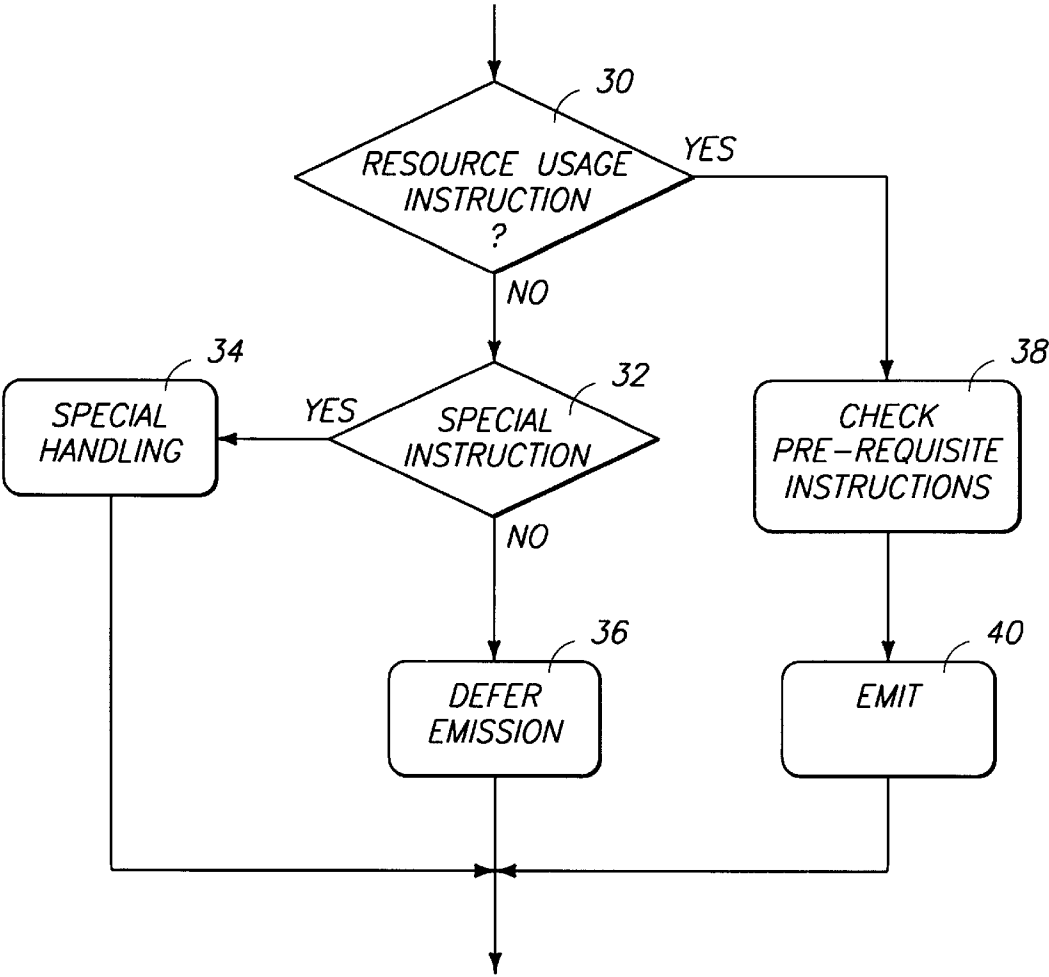 30
RESOURCE USAGE
INSTRUCTION
?
YES
NO
34
SPECIAL
HANDLING
YES
32
SPECIAL
INSTRUCTION
NO
38
CHECK
PRE-REQUISITE
INSTRUCTIONS
36
DEFER
EMISSION
40
EMIT